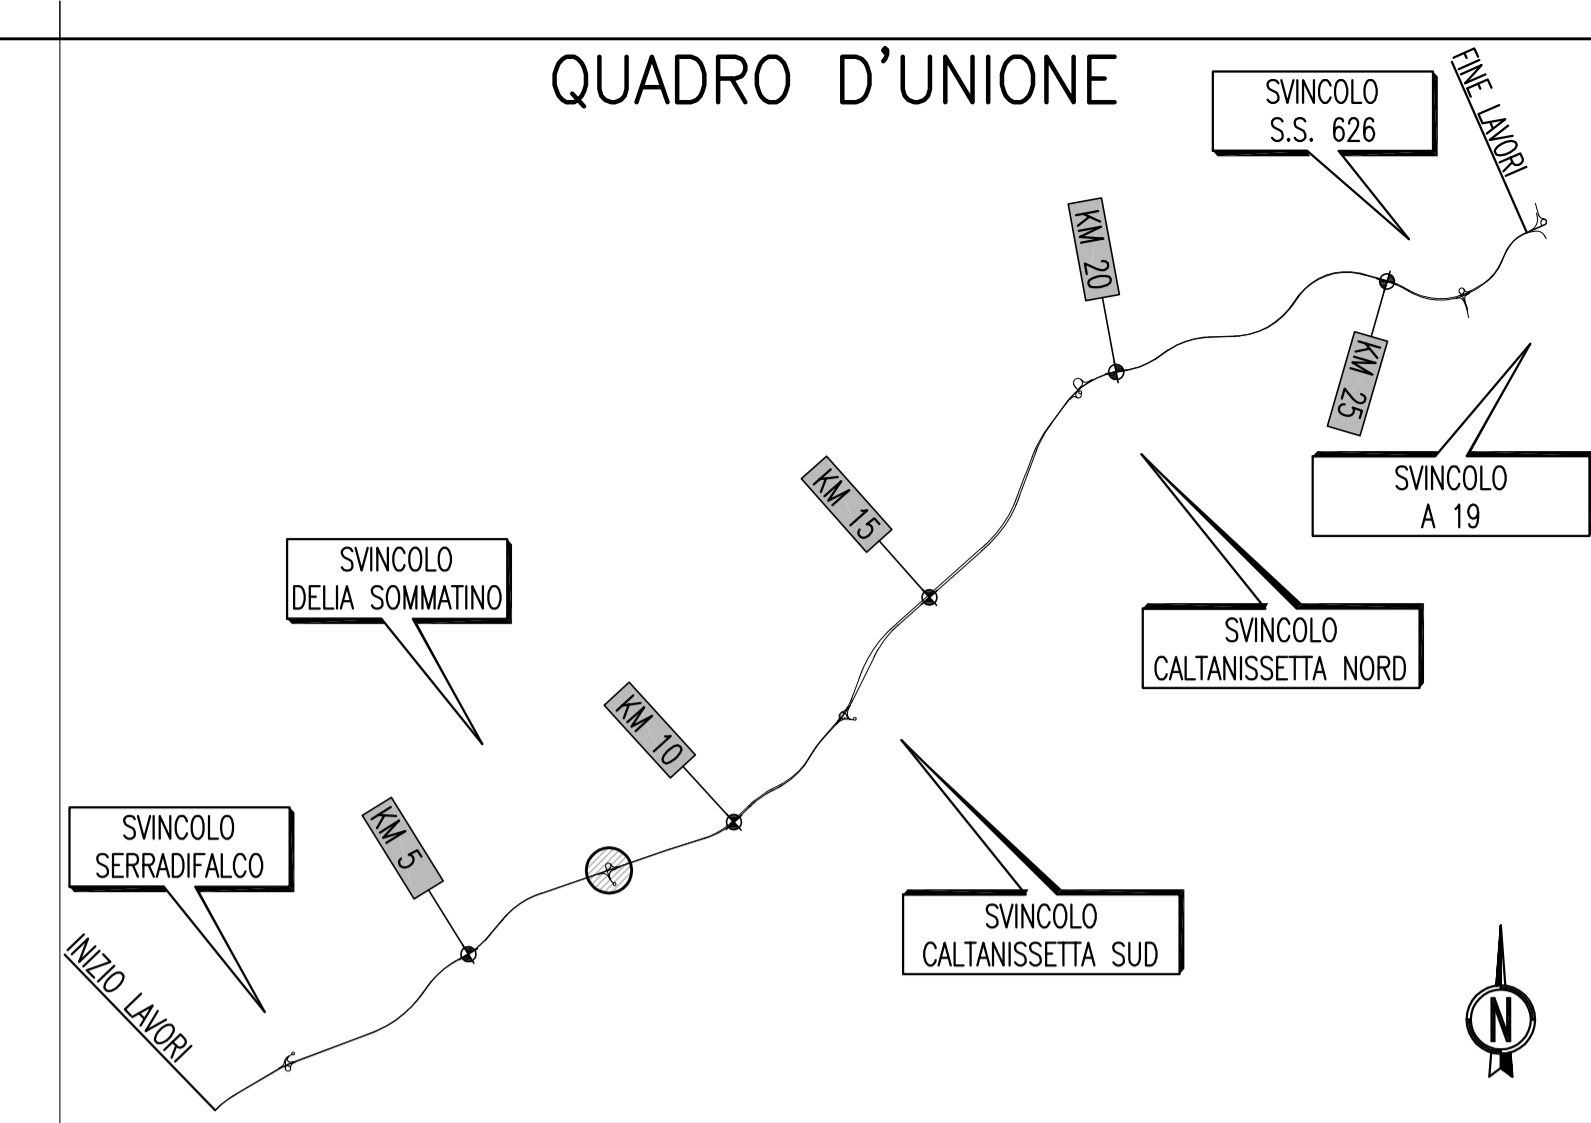 QUADRO D'UNIONE
SVINCOLO
S.S. 626
FINE LAVORI
KM 20
KM 25
SVINCOLO
A 19
KM 15
SVINCOLO
DELIA SOMMATINO
SVINCOLO
CALTANISSETTA NORD
KM 10
KM 5
SVINCOLO
SERRADIFALCO
SVINCOLO
CALTANISSETTA SUD
INIZIO LAVORI
N